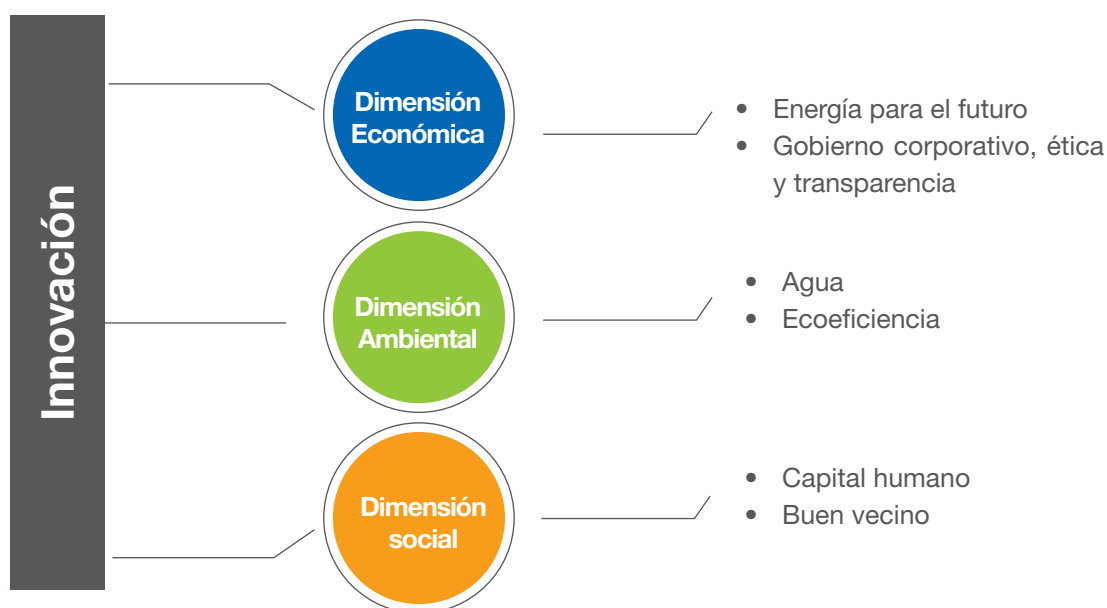 Innovación
Dimensión
Económica
• Energía para el futuro
• Gobierno corporativo, ética
y transparencia
Dimensión
Ambiental
• Agua
• Ecoeficiencia
Dimensión
social
• Capital humano
• Buen vecino